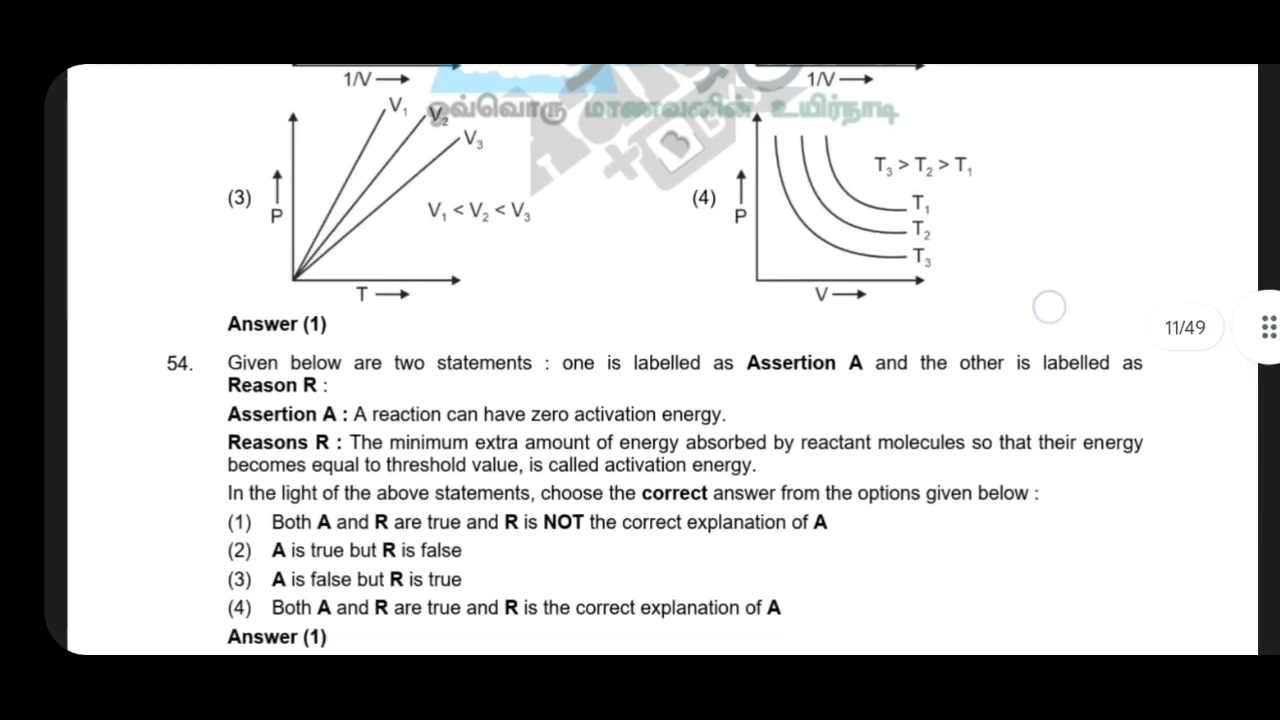 1/V 1/V
ஒவ்வொரு மாணவனின் உயிர்நாடி
V₁
V₂
V₃
(3) P
V₁ < V₂ < V₃
T
(4) P
T₃ > T₂ > T₁
T₁
T₂
T₃
V
Answer (1)
11/49
54. Given below are two statements : one is labelled as Assertion A and the other is labelled as
Reason R :
Assertion A : A reaction can have zero activation energy.
Reasons R : The minimum extra amount of energy absorbed by reactant molecules so that their energy
becomes equal to threshold value, is called activation energy.
In the light of the above statements, choose the correct answer from the options given below :
(1) Both A and R are true and R is NOT the correct explanation of A
(2) A is true but R is false
(3) A is false but R is true
(4) Both A and R are true and R is the correct explanation of A
Answer (1)